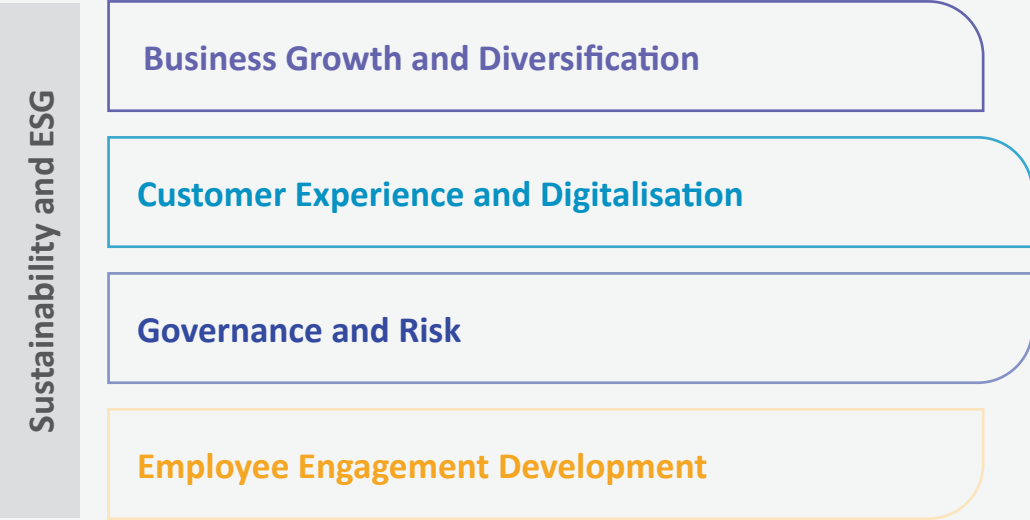 Sustainability and ESG
Business Growth and Diversification
Customer Experience and Digitalisation
Governance and Risk
Employee Engagement Development